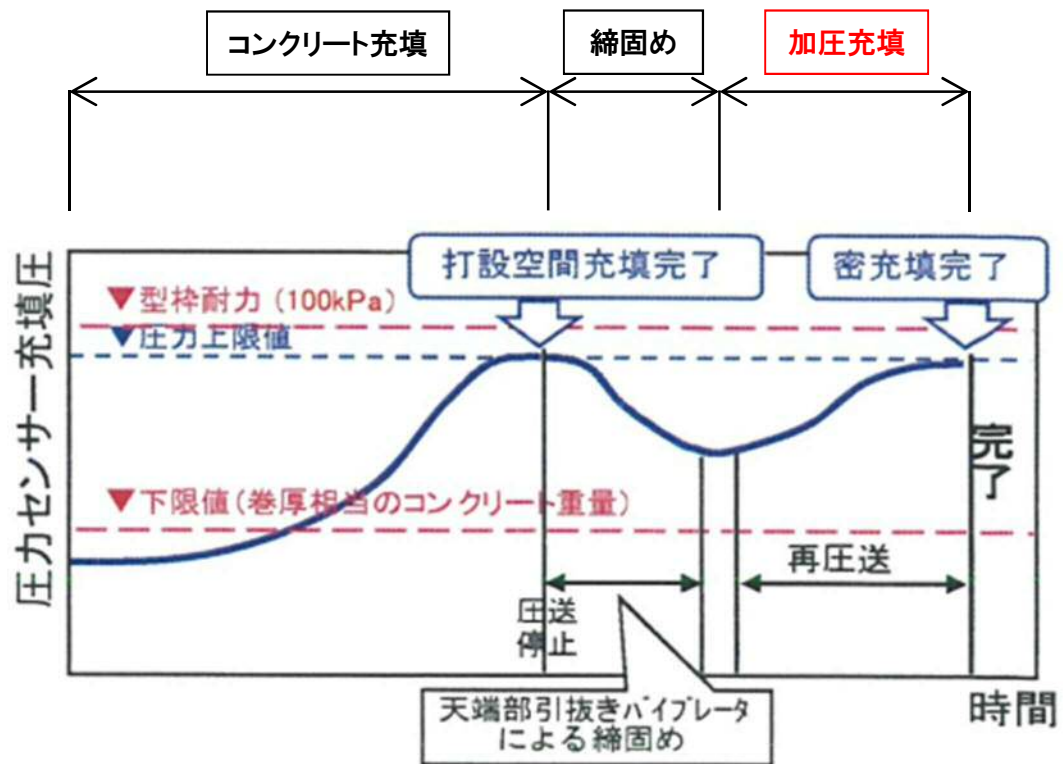 コンクリート充填
締固め
加圧充填
打設空間充填完了
密充填完了
▼型枠耐力(100kPa)
▼圧力上限値
圧力センサー充填圧
完了
▼下限値(巻厚相当のコンクリート重量)
再圧送
圧送
停止
時間
天端部引抜きバイブレータ
による締固め